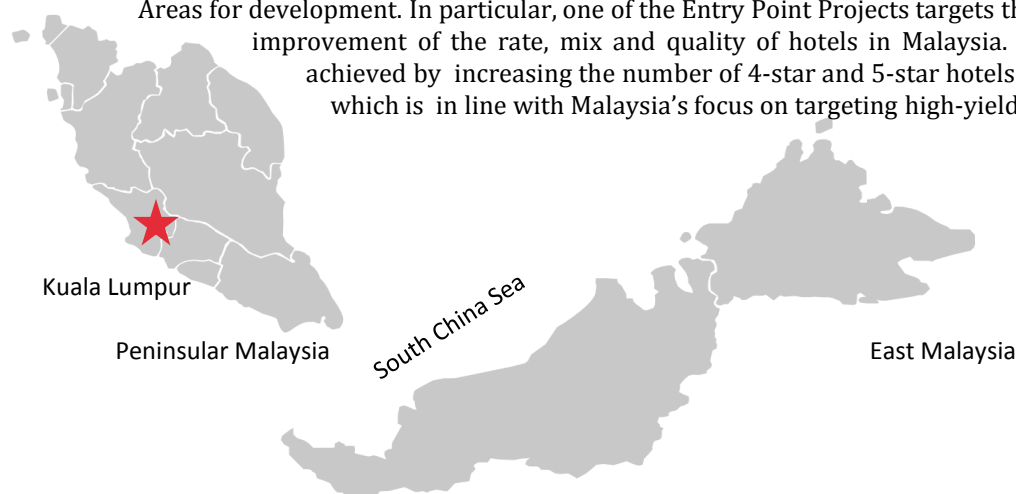 Areas for development. In particular, one of the Entry Point Projects targets th
improvement of the rate, mix and quality of hotels in Malaysia.
achieved by increasing the number of 4-star and 5-star hotels
which is in line with Malaysia’s focus on targeting high-yield
Kuala Lumpur
South China Sea
Peninsular Malaysia
East Malaysia